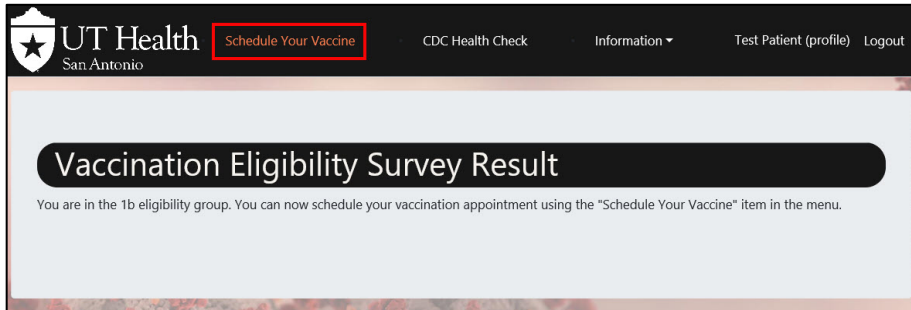 UT Health
San Antonio
Schedule Your Vaccine
CDC Health Check
Information
Test Patient (profile)
Logout
Vaccination Eligibility Survey Result
You are in the 1b eligibility group. You can now schedule your vaccination appointment using the "Schedule Your Vaccine" item in the menu.